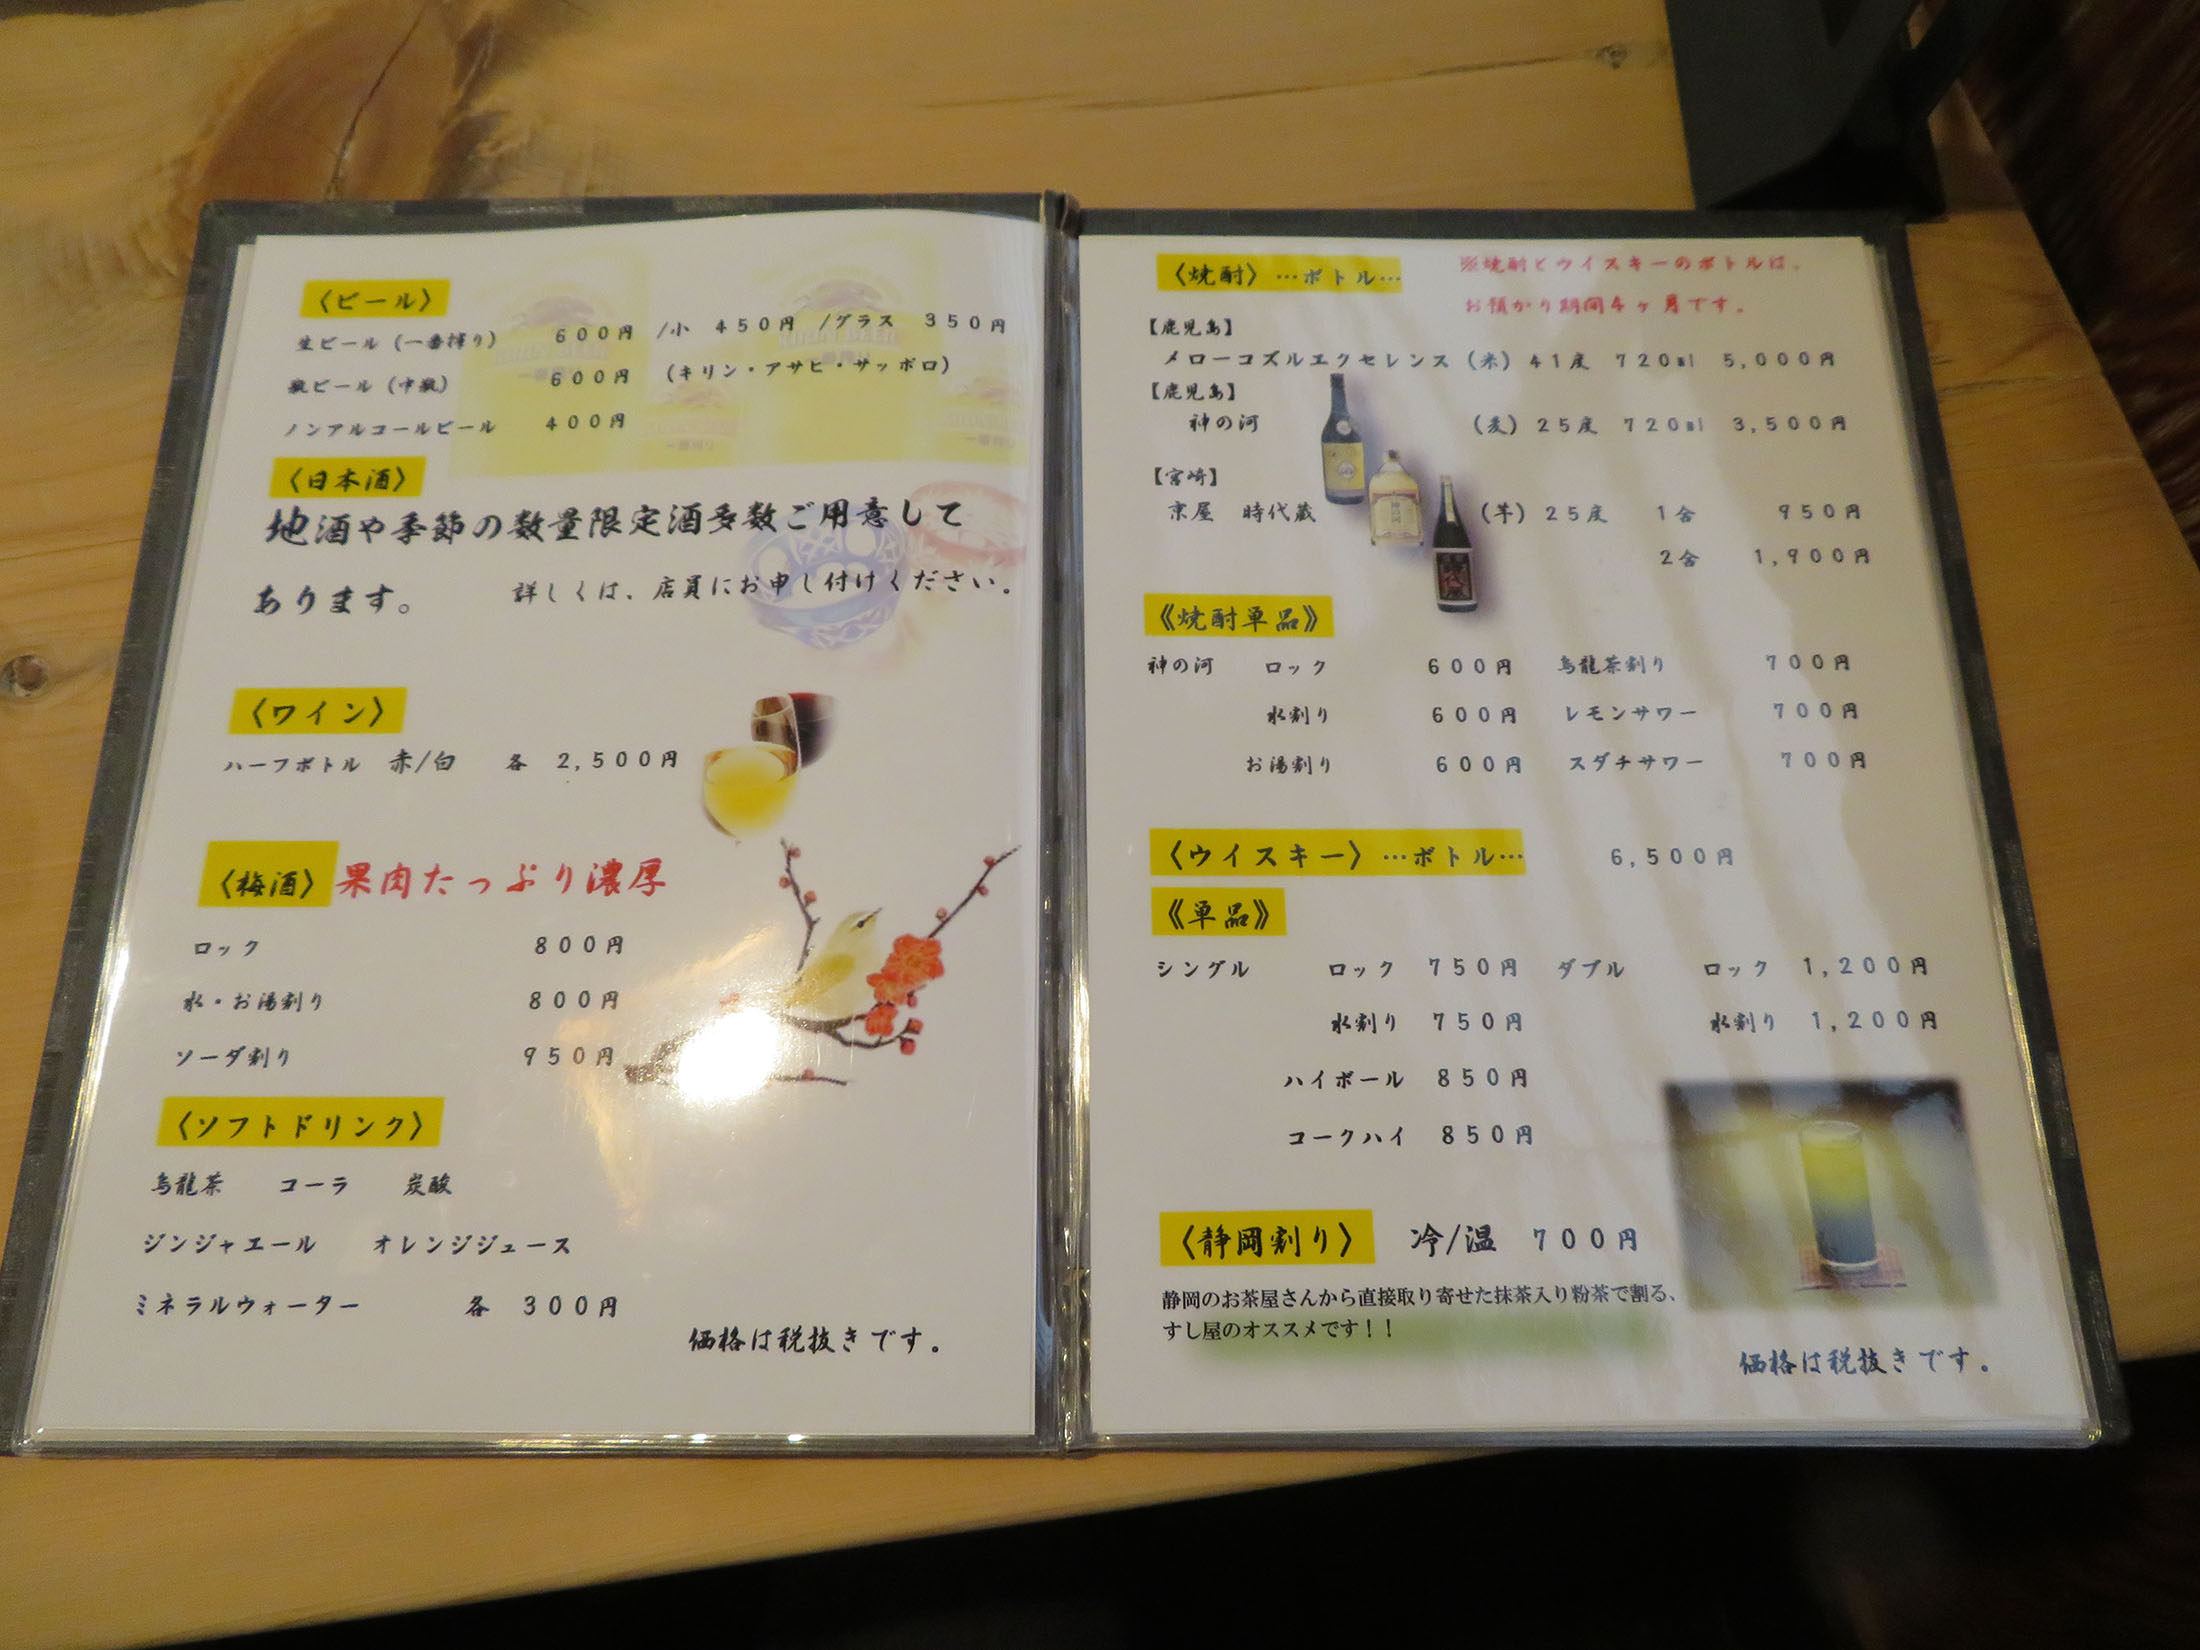 〈ビール〉
生ビール（一番搾り）　600円　/小　450円　/グラス　350円
瓶ビール（中瓶）　600円　（キリン・アサヒ・サッポロ）
ノンアルコールビール　400円
〈日本酒〉
地酒や季節の数量限定酒多数ご用意して
あります。　詳しくは、店員にお申し付けください。
〈ワイン〉
ハーフボトル　赤/白　各　2,500円
〈梅酒〉果肉たっぷり濃厚
ロック　800円
水・お湯割り　800円
ソーダ割り　950円
〈ソフトドリンク〉
烏龍茶　コーラ　炭酸
ジンジャエール　オレンジジュース
ミネラルウォーター　各　300円
価格は税抜きです。
〈焼酎〉…ボトル…
※焼酎とウイスキーのボトルは、
お預かり期間4ヶ月です。
【鹿児島】
メローコズルエクセレンス（米）41度　720ml　5,000円
【鹿児島】
神の河　（麦）25度　720ml　3,500円
【宮崎】
京屋　時代蔵　（芋）25度　1合　950円
2合　1,900円
《焼酎単品》
神の河　ロック　600円　烏龍茶割り　700円
水割り　600円　レモンサワー　700円
お湯割り　600円　スダチサワー　700円
〈ウイスキー〉…ボトル…　6,500円
《単品》
シングル　ロック　750円　ダブル　ロック　1,200円
水割り　750円　水割り　1,200円
ハイボール　850円
コークハイ　850円
〈静岡割り〉　冷/温　700円
静岡のお茶屋さんから直接取り寄せた抹茶入り粉茶で割る、
すし屋のオススメです！！
価格は税抜きです。